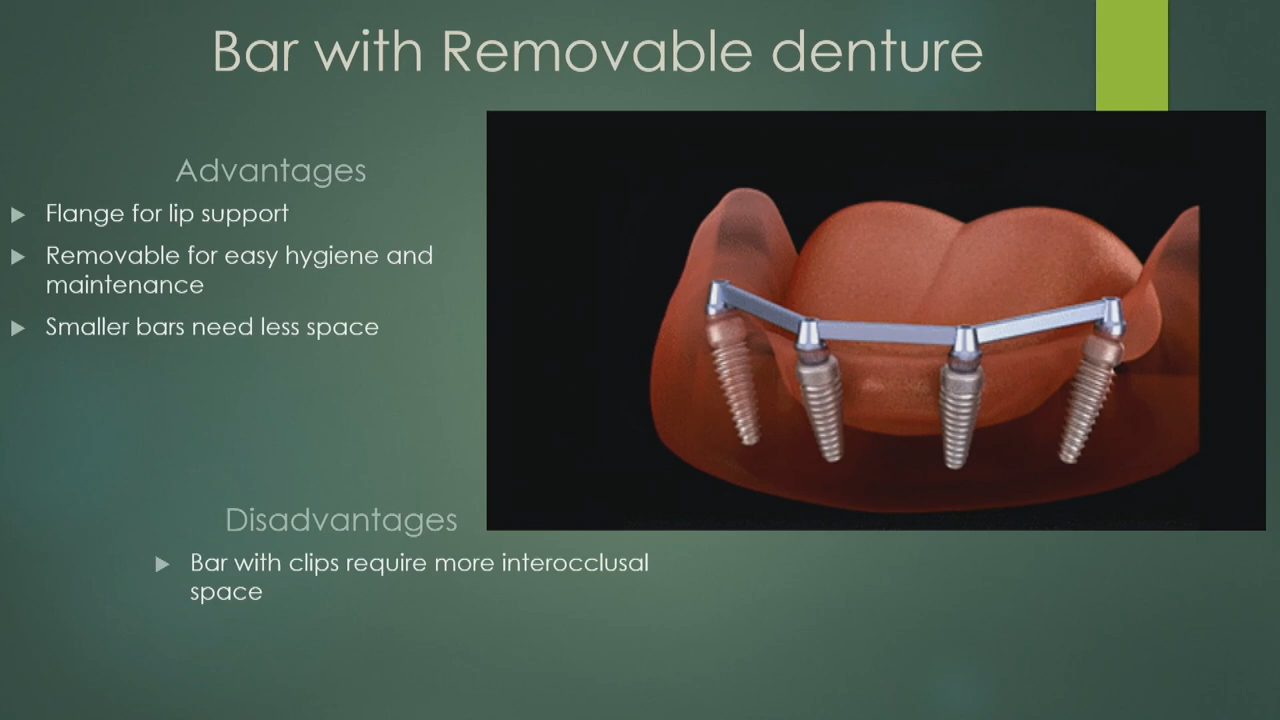 Bar with Removable denture
Advantages
Flange for lip support
Removable for easy hygiene and
maintenance
Smaller bars need less space
Disadvantages
Bar with clips require more interocclusal
space